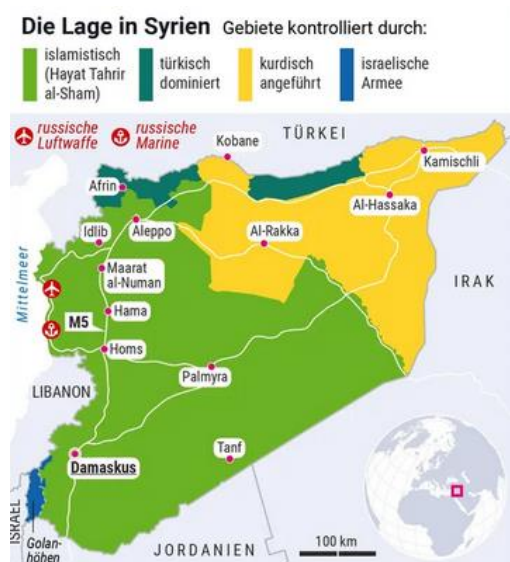 Die Lage in Syrien Gebiete kontrolliert durch:
islamistisch
(Hayat Tahrir
al-Sham)
türkisch
dominiert
kurdisch
angeführt
israelische
Armee
russische
Luftwaffe
russische
Marine
TÜRKEI
Kobane
Kamischli
Afrin
Al-Hassaka
Idlib
Aleppo
Al-Rakka
Mittelmeer
Maarat
al-Numan
IRAK
M5
Hama
Homs
Palmyra
LIBANON
Damaskus
Tanf
ISRAEL
Golan-
höhen
JORDANIEN
100 km